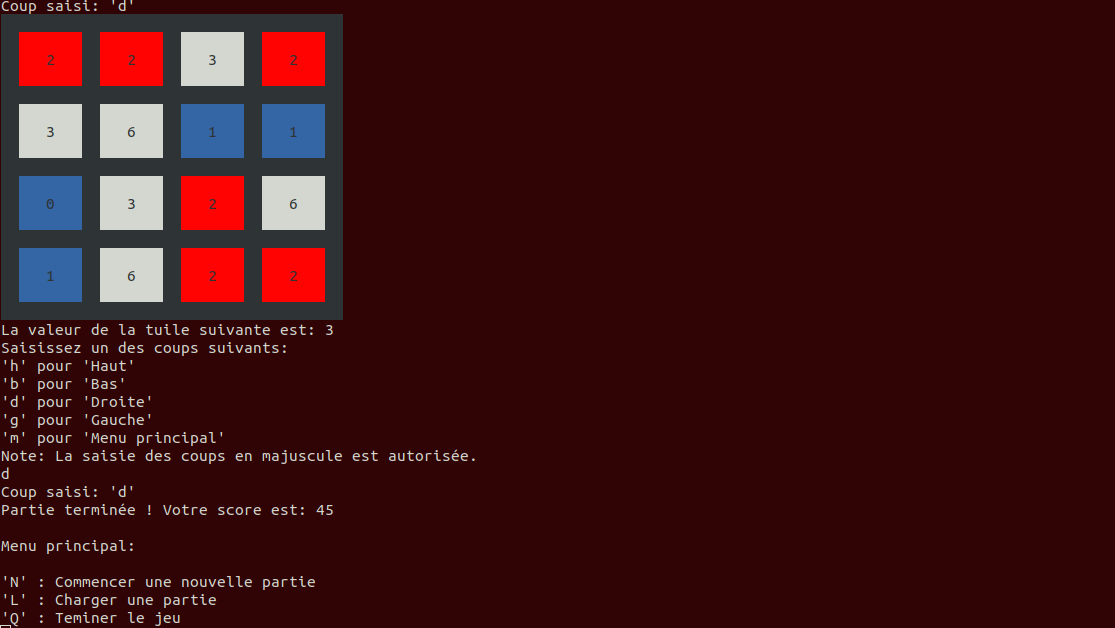 Coup saisi: 'd'
2 2 3 2
3 6 1 1
0 3 2 6
1 6 2 2
La valeur de la tuile suivante est: 3
Saisissez un des coups suivants:
'h' pour 'Haut'
'b' pour 'Bas'
'd' pour 'Droite'
'g' pour 'Gauche'
'm' pour 'Menu principal'
Note: La saisie des coups en majuscule est autorisée.
d
Coup saisi: 'd'
Partie terminée ! Votre score est: 45
Menu principal:
'N' : Commencer une nouvelle partie
'L' : Charger une partie
'Q' : Teminer le jeu